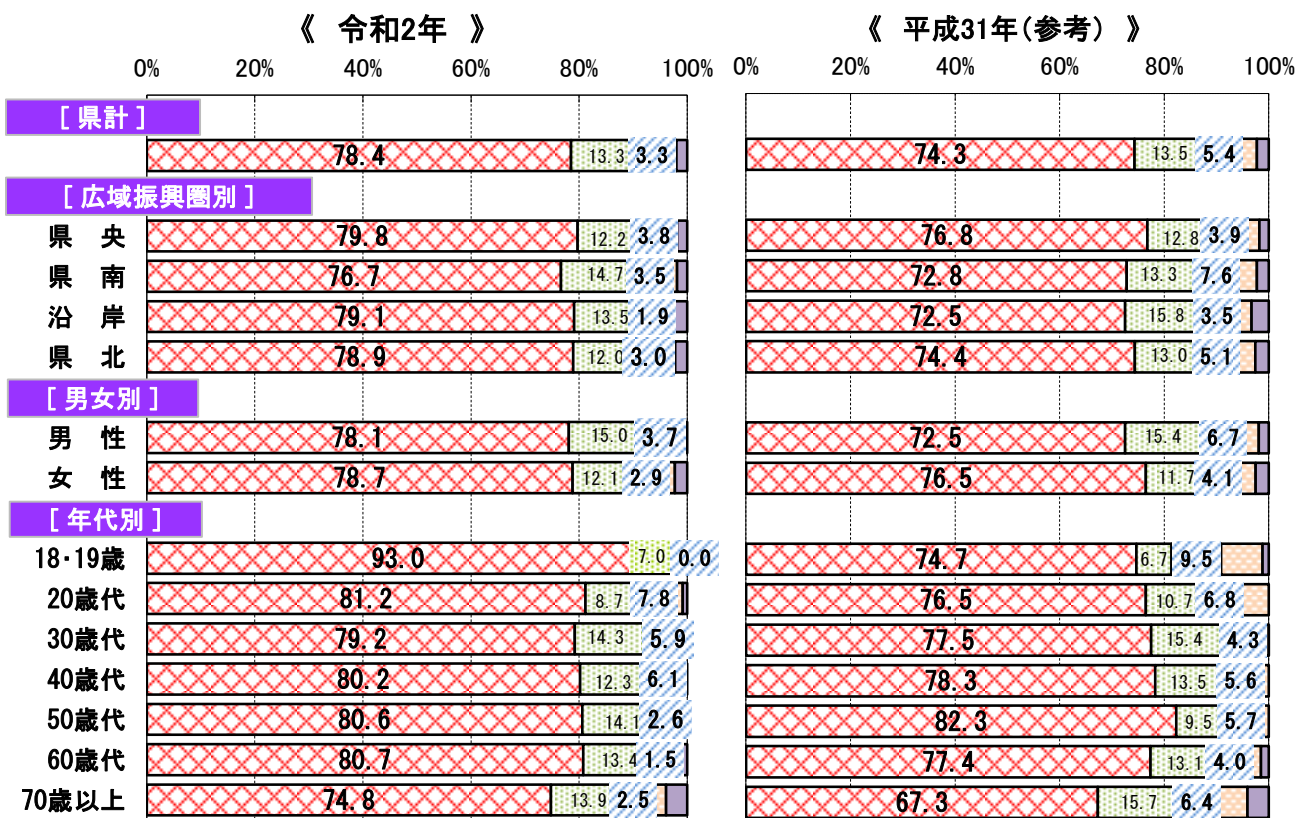 《 令和2年 》 《 平成31年(参考) 》
0% 20% 40% 60% 80% 100% 0% 20% 40% 60% 80% 100%
[ 県計 ]
78.4 13.3 3.3 74.3 13.5 5.4
[ 広域振興圏別 ]
県 央 79.8 12.2 3.8 76.8 12.8 3.9
県 南 76.7 14.7 3.5 72.8 13.3 7.6
沿 岸 79.1 13.5 1.9 72.5 15.8 3.5
県 北 78.9 12.0 3.0 74.4 13.0 5.1
[ 男女別 ]
男 性 78.1 15.0 3.7 72.5 15.4 6.7
女 性 78.7 12.1 2.9 76.5 11.7 4.1
[ 年代別 ]
18・19歳 93.0 7.0 0.0 74.7 6.7 9.5
20歳代 81.2 8.7 7.8 76.5 10.7 6.8
30歳代 79.2 14.3 5.9 77.5 15.4 4.3
40歳代 80.2 12.3 6.1 78.3 13.5 5.6
50歳代 80.6 14.1 2.6 82.3 9.5 5.7
60歳代 80.7 13.4 1.5 77.4 13.1 4.0
70歳以上 74.8 13.9 2.5 67.3 15.7 6.4